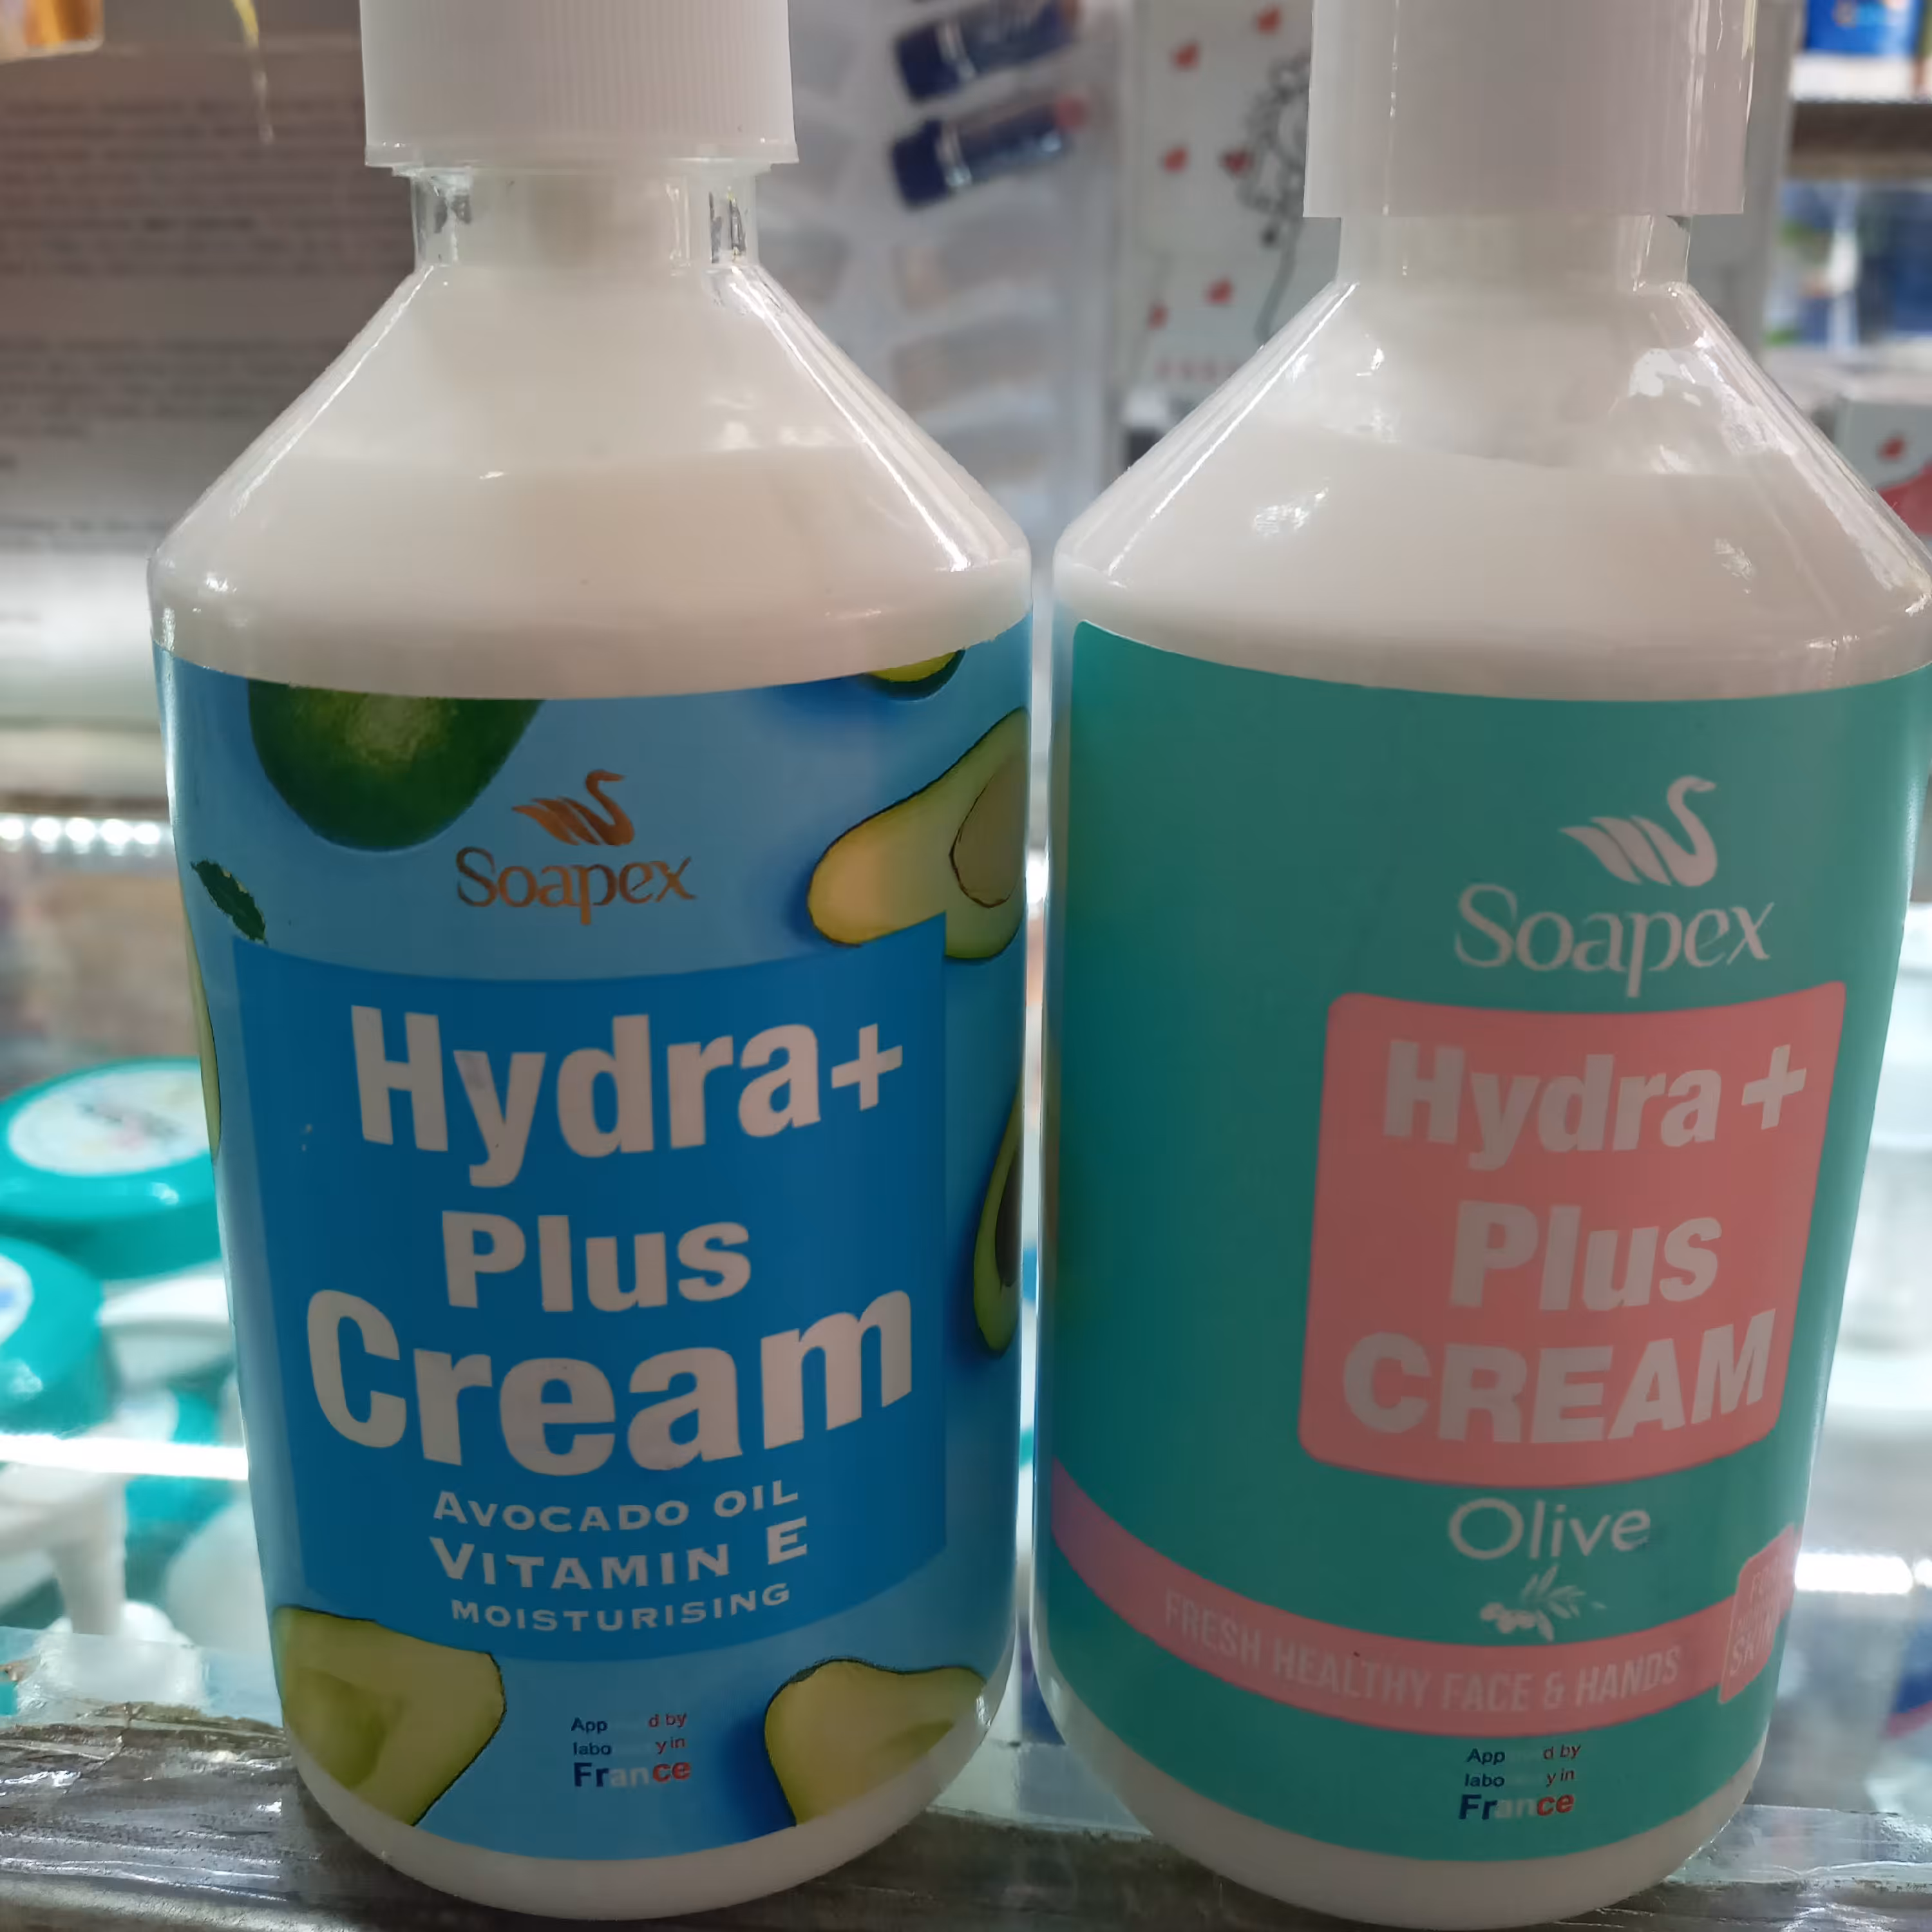 Soapex
Hydra+
Plus
Cream
AVOCADO OIL
VITAMIN E
MOISTURISING
App d by
labo y in
France
Soapex
Hydra +
Plus
CREAM
Olive
FRESH HEALTHY FACE & HANDS
SKIN
App d by
labo y in
France